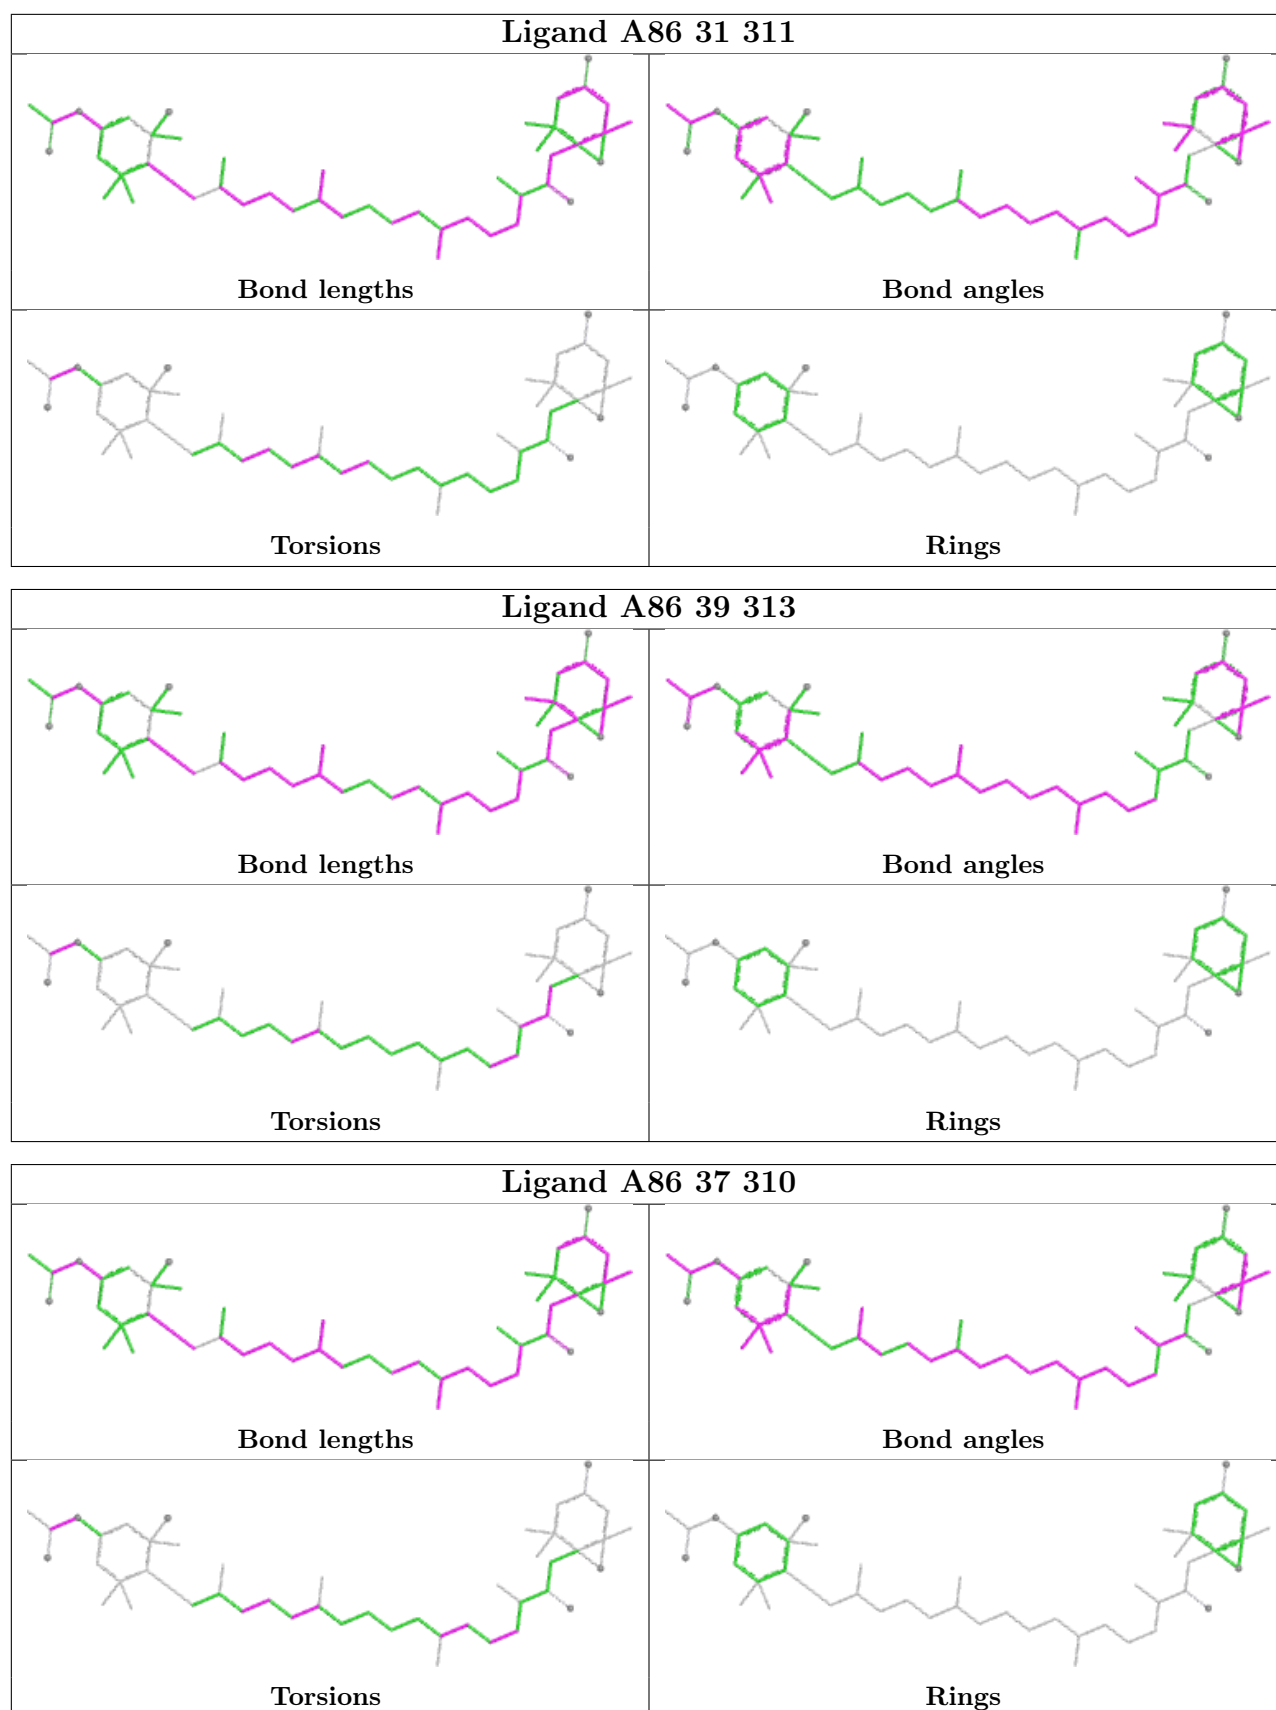 Ligand A86 31 311
Bond lengths
Bond angles
Torsions
Rings
Ligand A86 39 313
Bond lengths
Bond angles
Torsions
Rings
Ligand A86 37 310
Bond lengths
Bond angles
Torsions
Rings